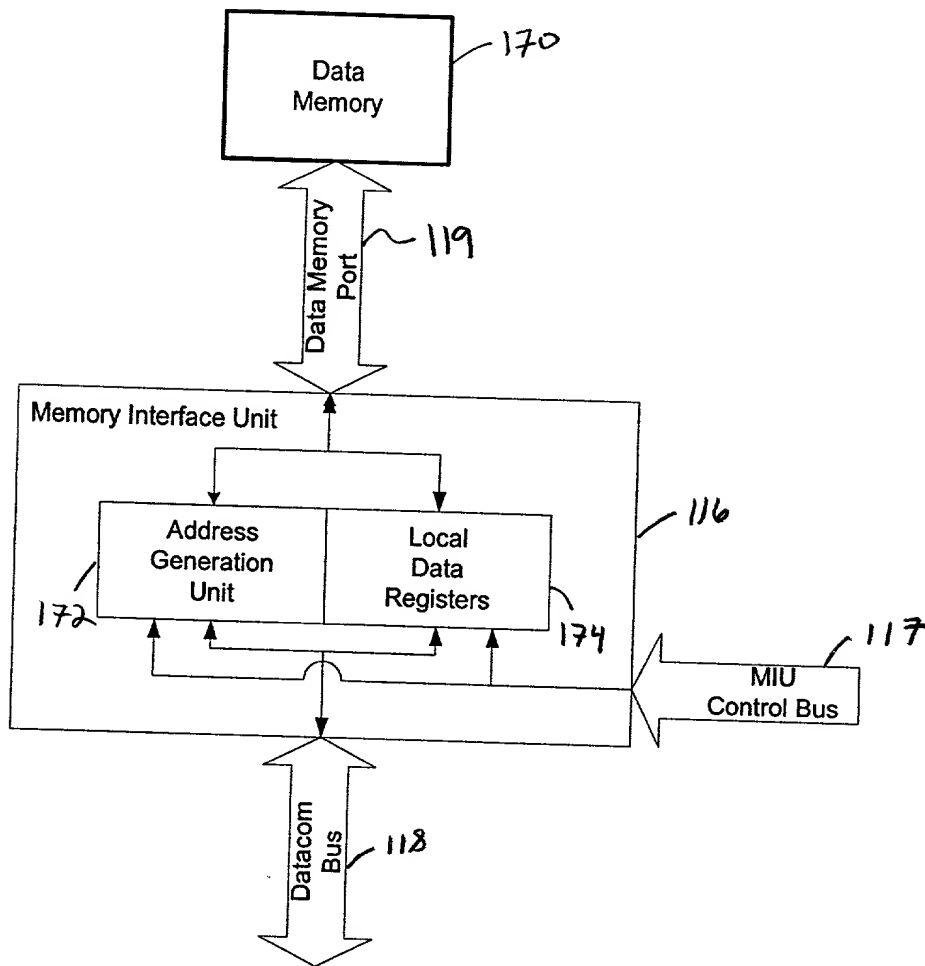 170
Data
Memory
Data Memory
Port
119
Memory Interface Unit
116
Address
Generation
Unit
Local
Data
Registers
172
174
117
MIU
Control Bus
Datacom
Bus
118